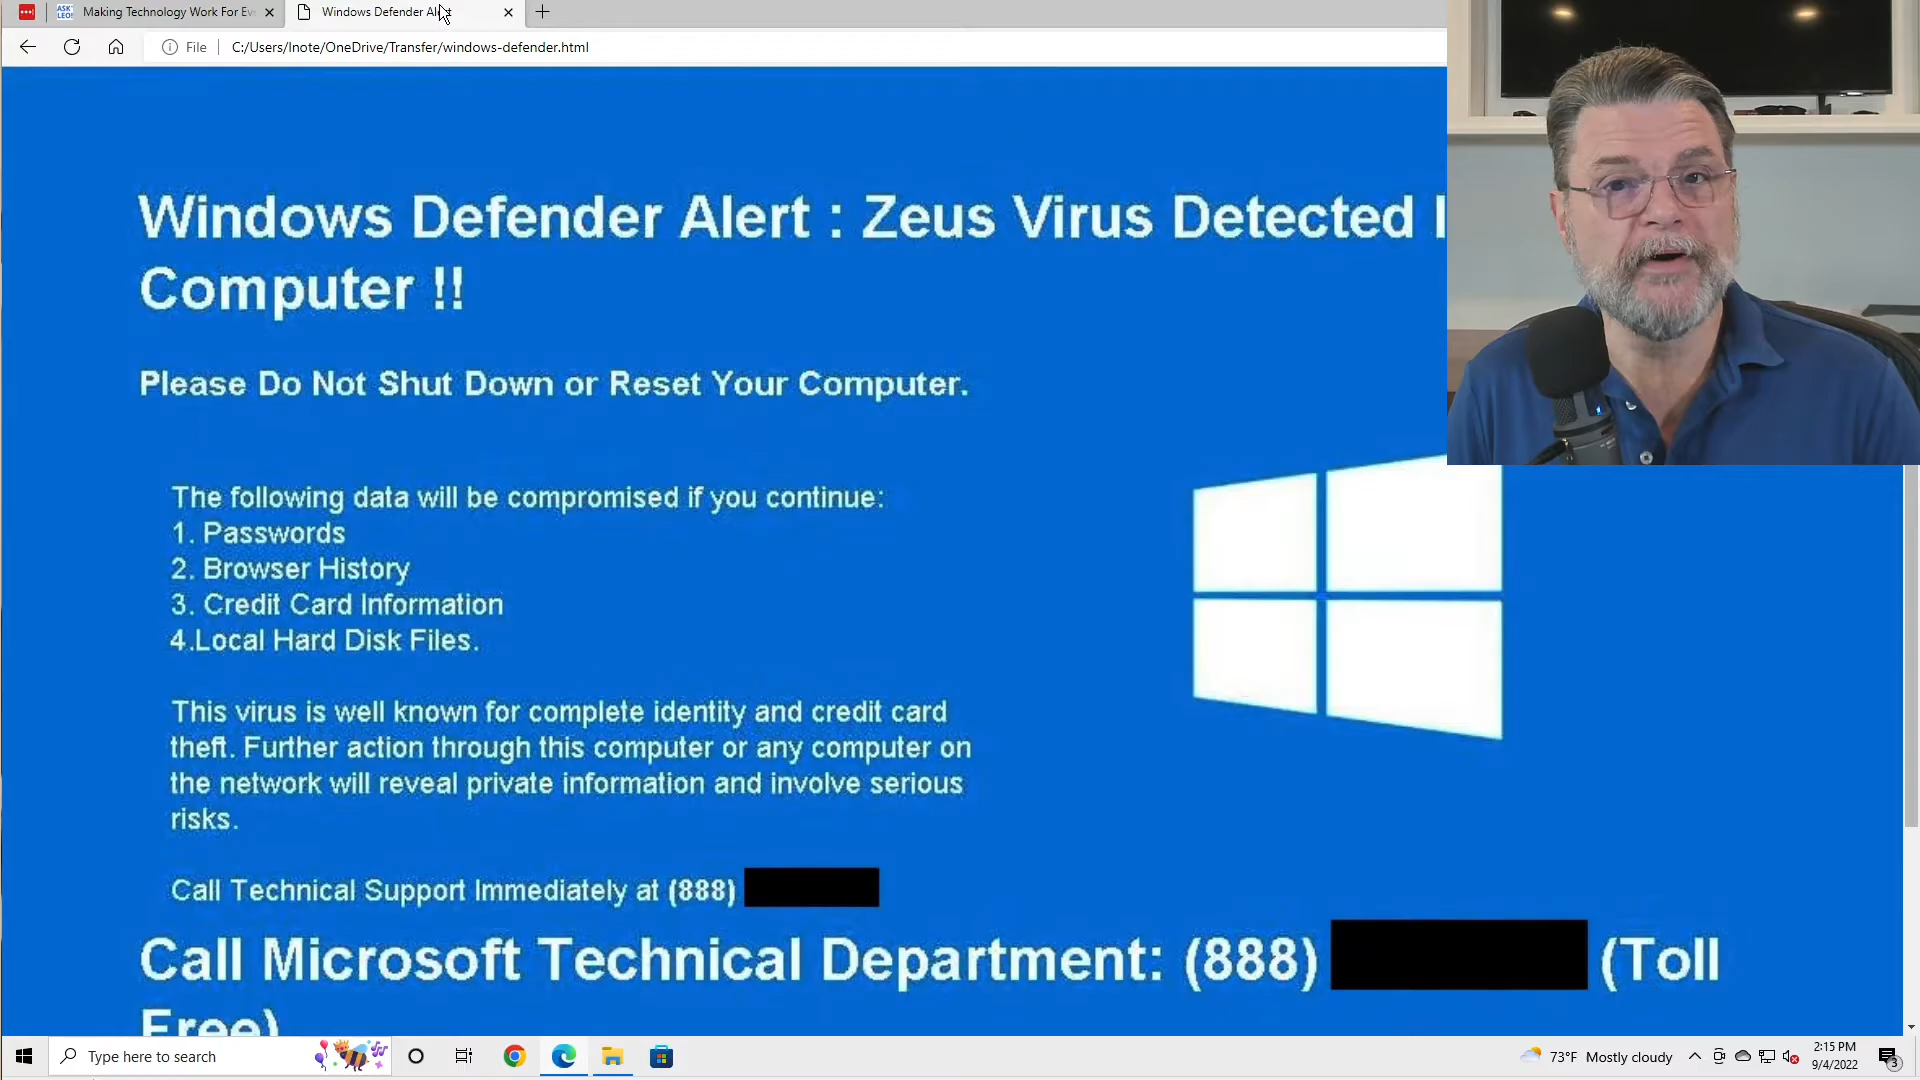 ASK LEO!
Making Technology Work For Ev
Windows Defender Alert
File
C:/Users/lnote/OneDrive/Transfer/windows-defender.html
Windows Defender Alert : Zeus Virus Detected I
Computer !!
Please Do Not Shut Down or Reset Your Computer.
The following data will be compromised if you continue:
1. Passwords
2. Browser History
3. Credit Card Information
4.Local Hard Disk Files.
This virus is well known for complete identity and credit card
theft. Further action through this computer or any computer on
the network will reveal private information and involve serious
risks.
Call Technical Support Immediately at (888)
Call Microsoft Technical Department: (888) (Toll
Free)
Type here to search
73°F Mostly cloudy
2:15 PM
9/4/2022
3